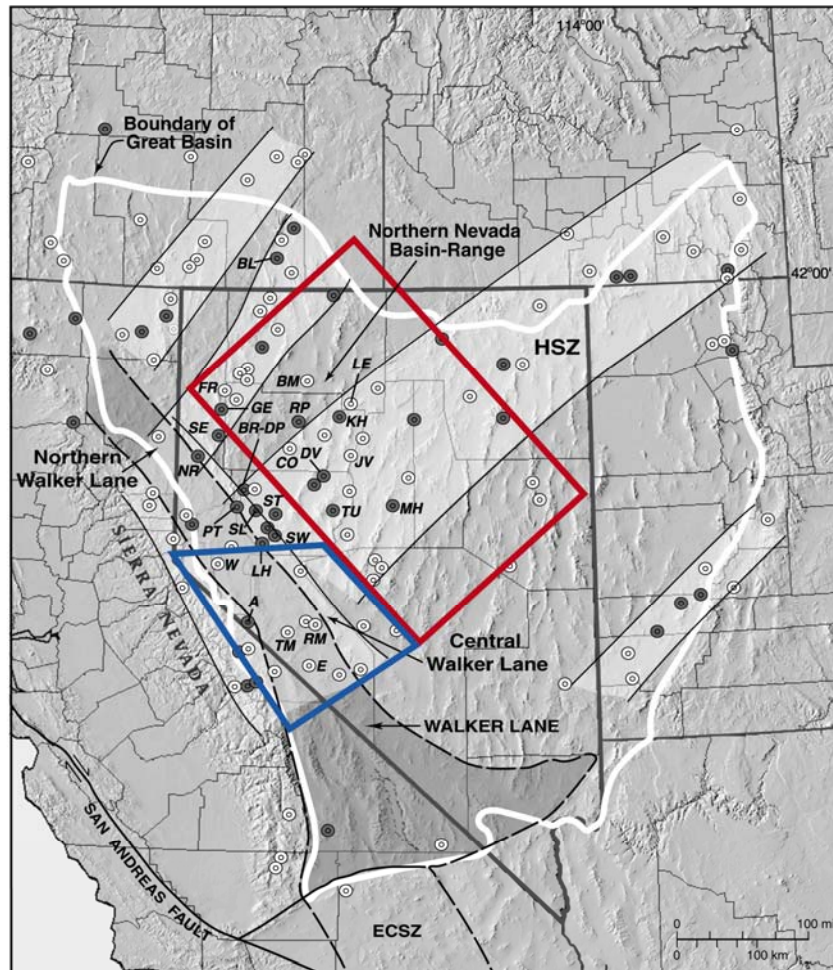 114°00'
Boundary of
Great Basin
Northern Nevada
Basin-Range
BL
42°00'
HSZ
LE
FR
BM
GE
RP
KH
SE
BR-DP
DV
CO
JV
NR
Northern
Walker Lane
ST
TU
MH
PT
SL
SW
W
LH
SIERRA NEVADA
A
TM
RM
Central
Walker Lane
E
WALKER LANE
SAN ANDREAS FAULT
ECSZ
0
100 mi
0
100 km